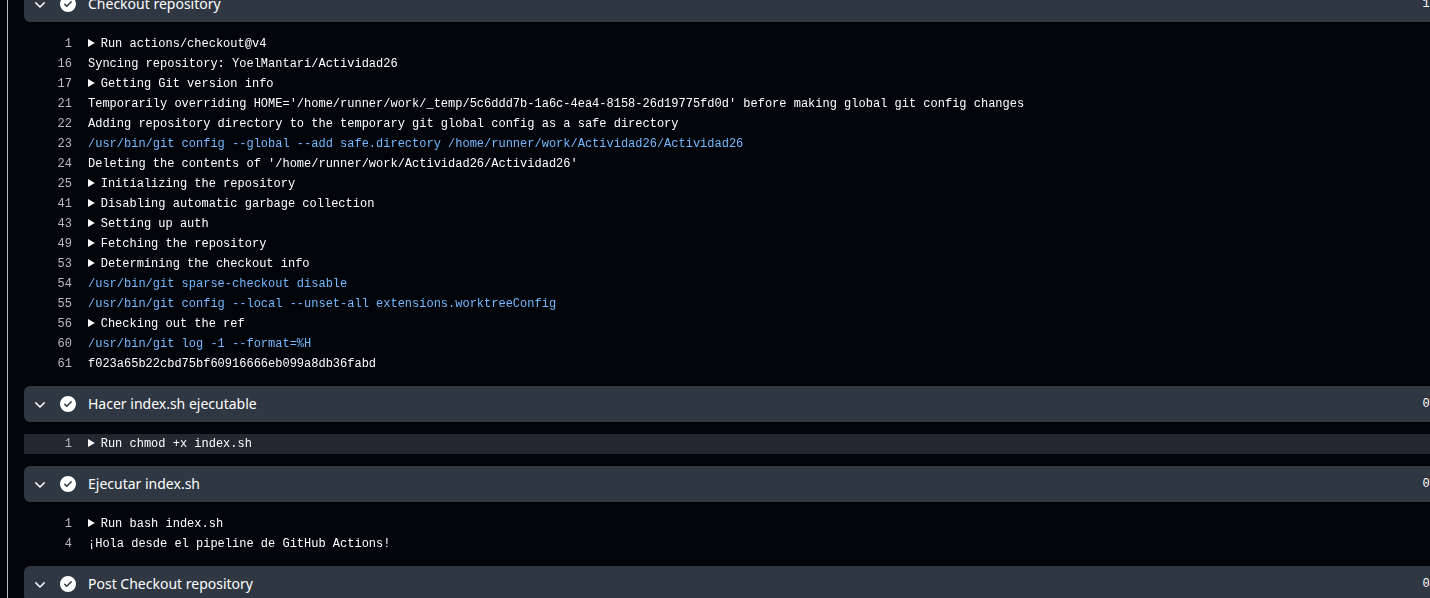 Checkout repository
1 Run actions/checkout@v4
16 Syncing repository: YoelMantari/Actividad26
17 Getting Git version info
21 Temporarily overriding HOME='/home/runner/work/_temp/5c6ddd7b-1a6c-4ea4-8158-26d19775fd0d' before making global git config changes
22 Adding repository directory to the temporary git global config as a safe directory
23 /usr/bin/git config --global --add safe.directory /home/runner/work/Actividad26/Actividad26
24 Deleting the contents of '/home/runner/work/Actividad26/Actividad26'
25 Initializing the repository
41 Disabling automatic garbage collection
43 Setting up auth
49 Fetching the repository
53 Determining the checkout info
54 /usr/bin/git sparse-checkout disable
55 /usr/bin/git config --local --unset-all extensions.worktreeConfig
56 Checking out the ref
60 /usr/bin/git log -1 --format=%H
61 f023a65b22cbd75bf60916666eb099a8db36fabd
Hacer index.sh ejecutable 0
1 Run chmod +x index.sh
Ejecutar index.sh 0
1 Run bash index.sh
4 ¡Hola desde el pipeline de GitHub Actions!
Post Checkout repository 0